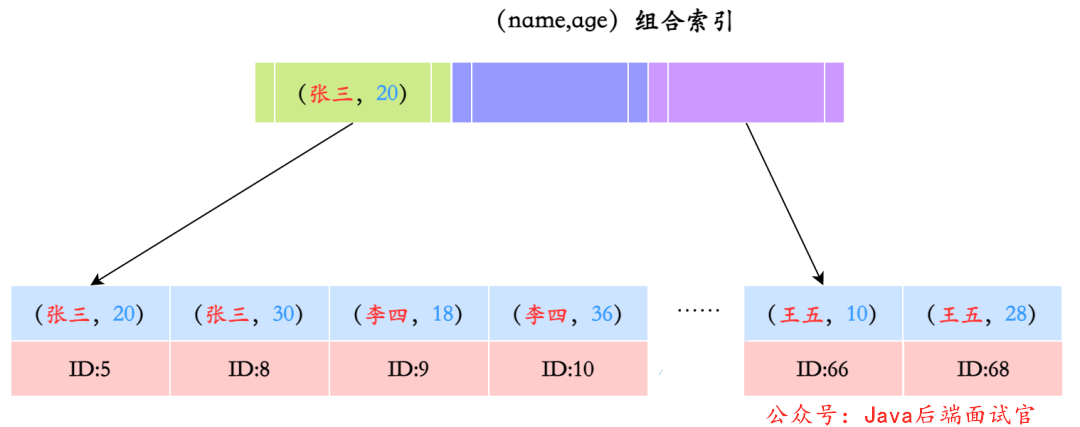 （name,age）组合索引
（张三，20）
（张三，20） （张三，30） （李四，18） （李四，36） ······ （王五，10） （王五，28）
ID:5 ID:8 ID:9 ID:10 ID:66 ID:68
公众号：Java后端面试官